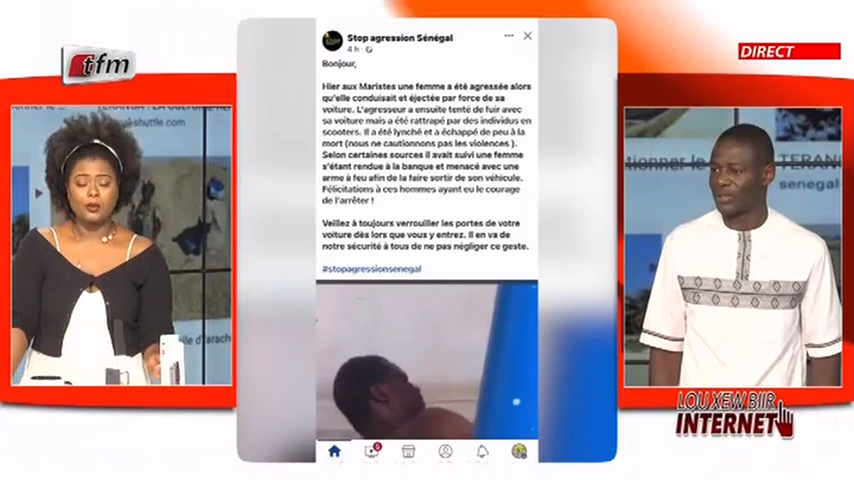 tfm
DIRECT
Stop agression Sénégal
4 h
Bonjour,
Hier aux Maristes une femme a été agressée alors
qu'elle conduisait et éjectée par force de sa
voiture. L'agresseur a ensuite tenté de fuir avec
sa voiture mais a été rattrapé par des individus en
scooters. Il a été lynché et a échappé de peu à la
mort (nous ne cautionnons pas les violences ).
Selon certaines sources il avait suivi une femme
s'étant rendue à la banque et menacé avec une
arme à feu afin de la faire sortir de son véhicule.
Félicitations à ces hommes ayant eu le courage
de l'arrêter !
Veillez à toujours verrouiller les portes de votre
voiture dès lors que vous y entrez. Il en va de
notre sécurité à tous de ne pas négliger ce geste.
#stopagressionsenegal
tionner le
TERANGA
senegal-
al-shuttle.com
LOU XEW BIIR
INTERNET